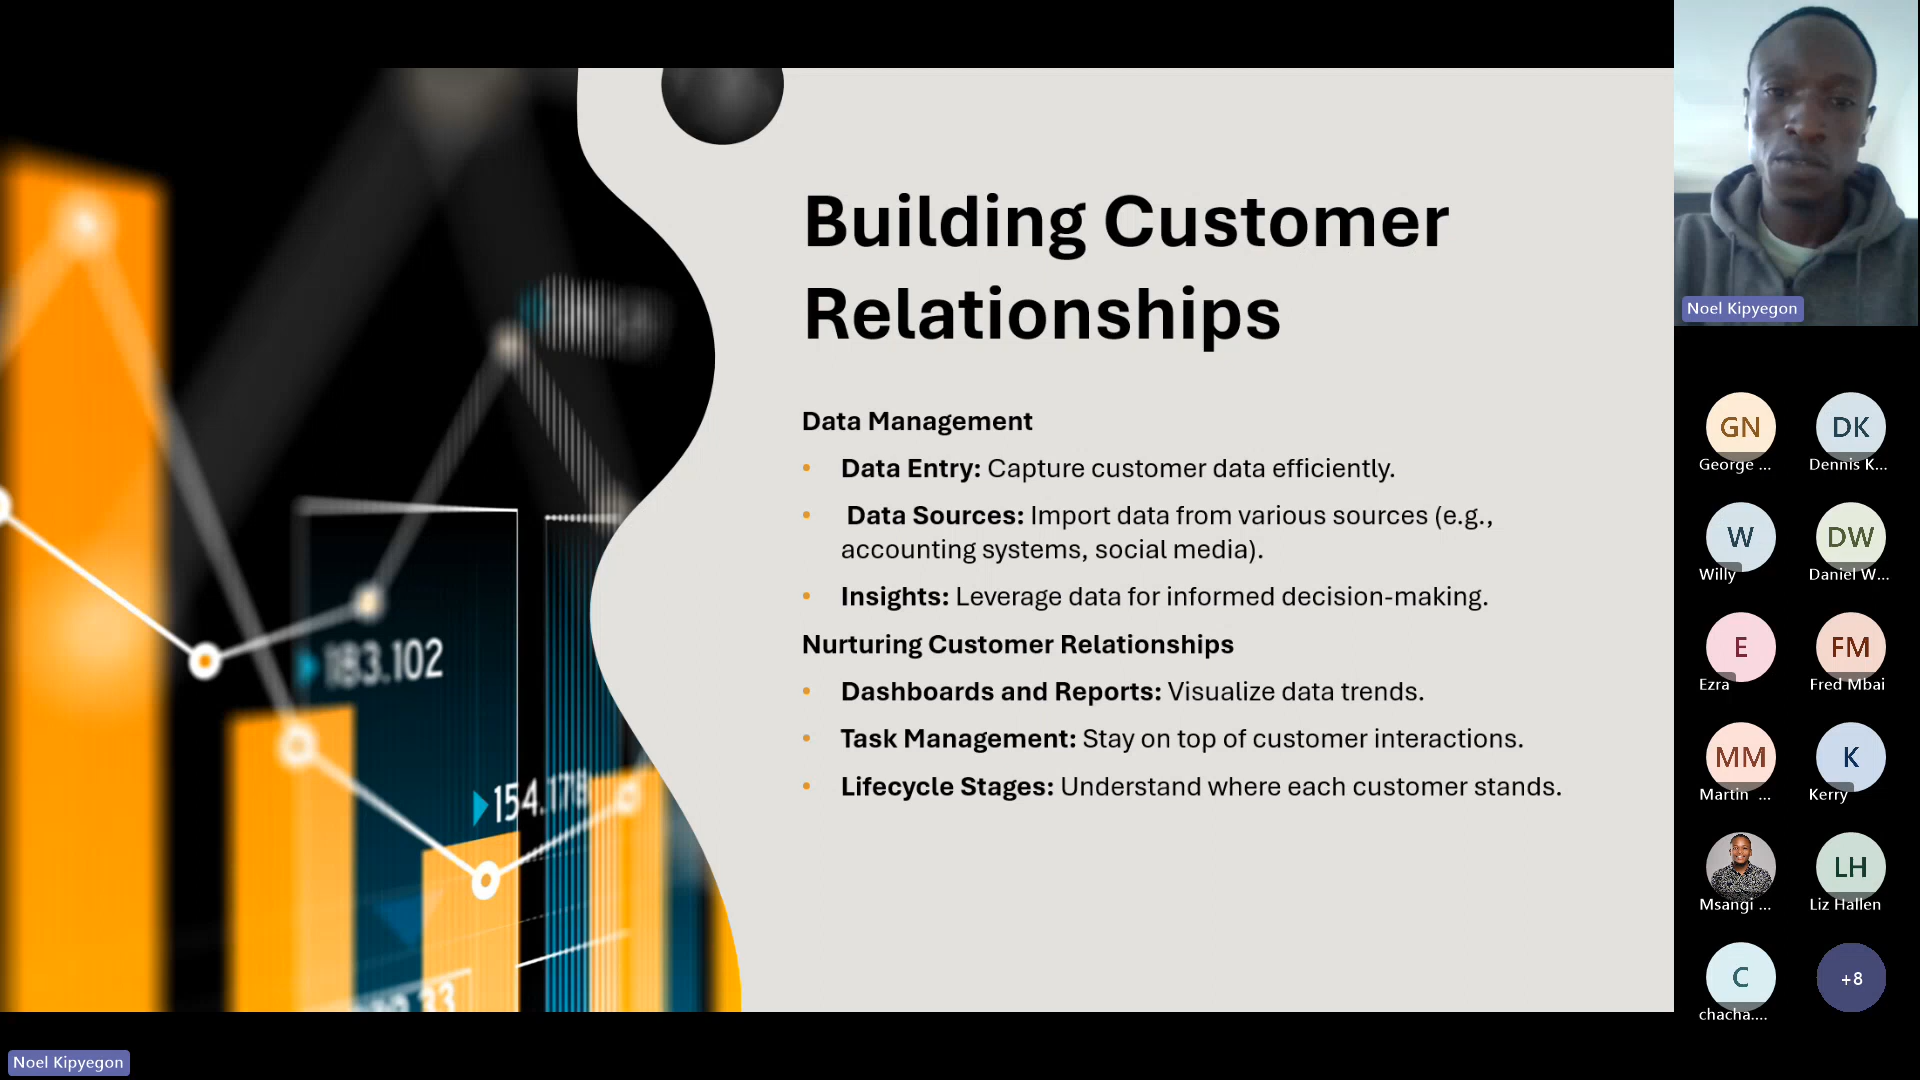 Building Customer
Relationships
Data Management
• Data Entry: Capture customer data efficiently.
• Data Sources: Import data from various sources (e.g.,
accounting systems, social media).
• Insights: Leverage data for informed decision-making.
Nurturing Customer Relationships
• Dashboards and Reports: Visualize data trends.
• Task Management: Stay on top of customer interactions.
• Lifecycle Stages: Understand where each customer stands.
183.102
154.178
Noel Kipyegon
GN
George ...
DK
Dennis K...
W
Willy
DW
Daniel W...
E
Ezra
FM
Fred Mbai
MM
Martin ...
K
Kerry
Msangi ...
LH
Liz Hallen
C
chacha....
+8
Noel Kipyegon